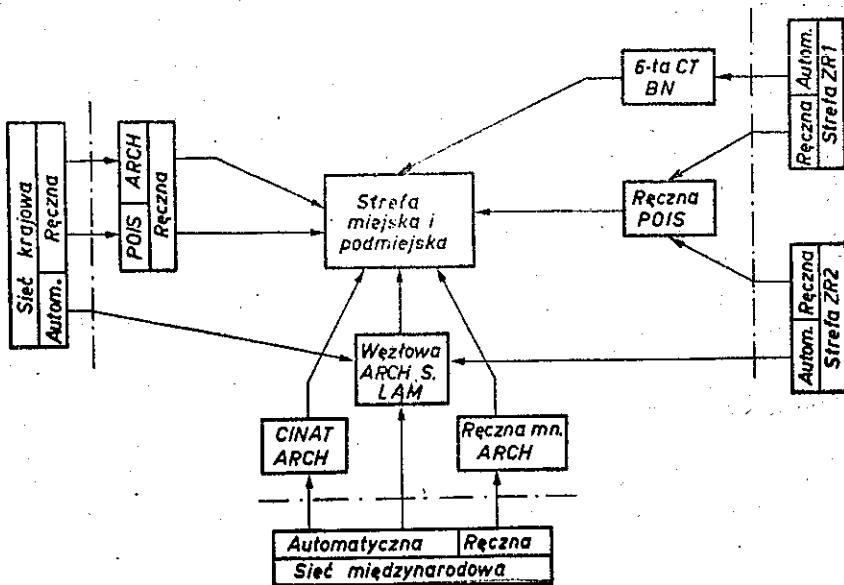 6-ta CT
BN
Ręczna Autom.
Strefa ZR1
Sieć krajowa
Ręczna
Autom.
POIS ARCH
Ręczna
Strefa
miejska i
podmiejska
Ręczna
POIS
Autom. Ręczna
Strefa ZR2
Węzłowa
ARCH S.
LAM
CINAT
ARCH
Ręczna mn.
ARCH
Automatyczna Ręczna
Sieć międzynarodowa